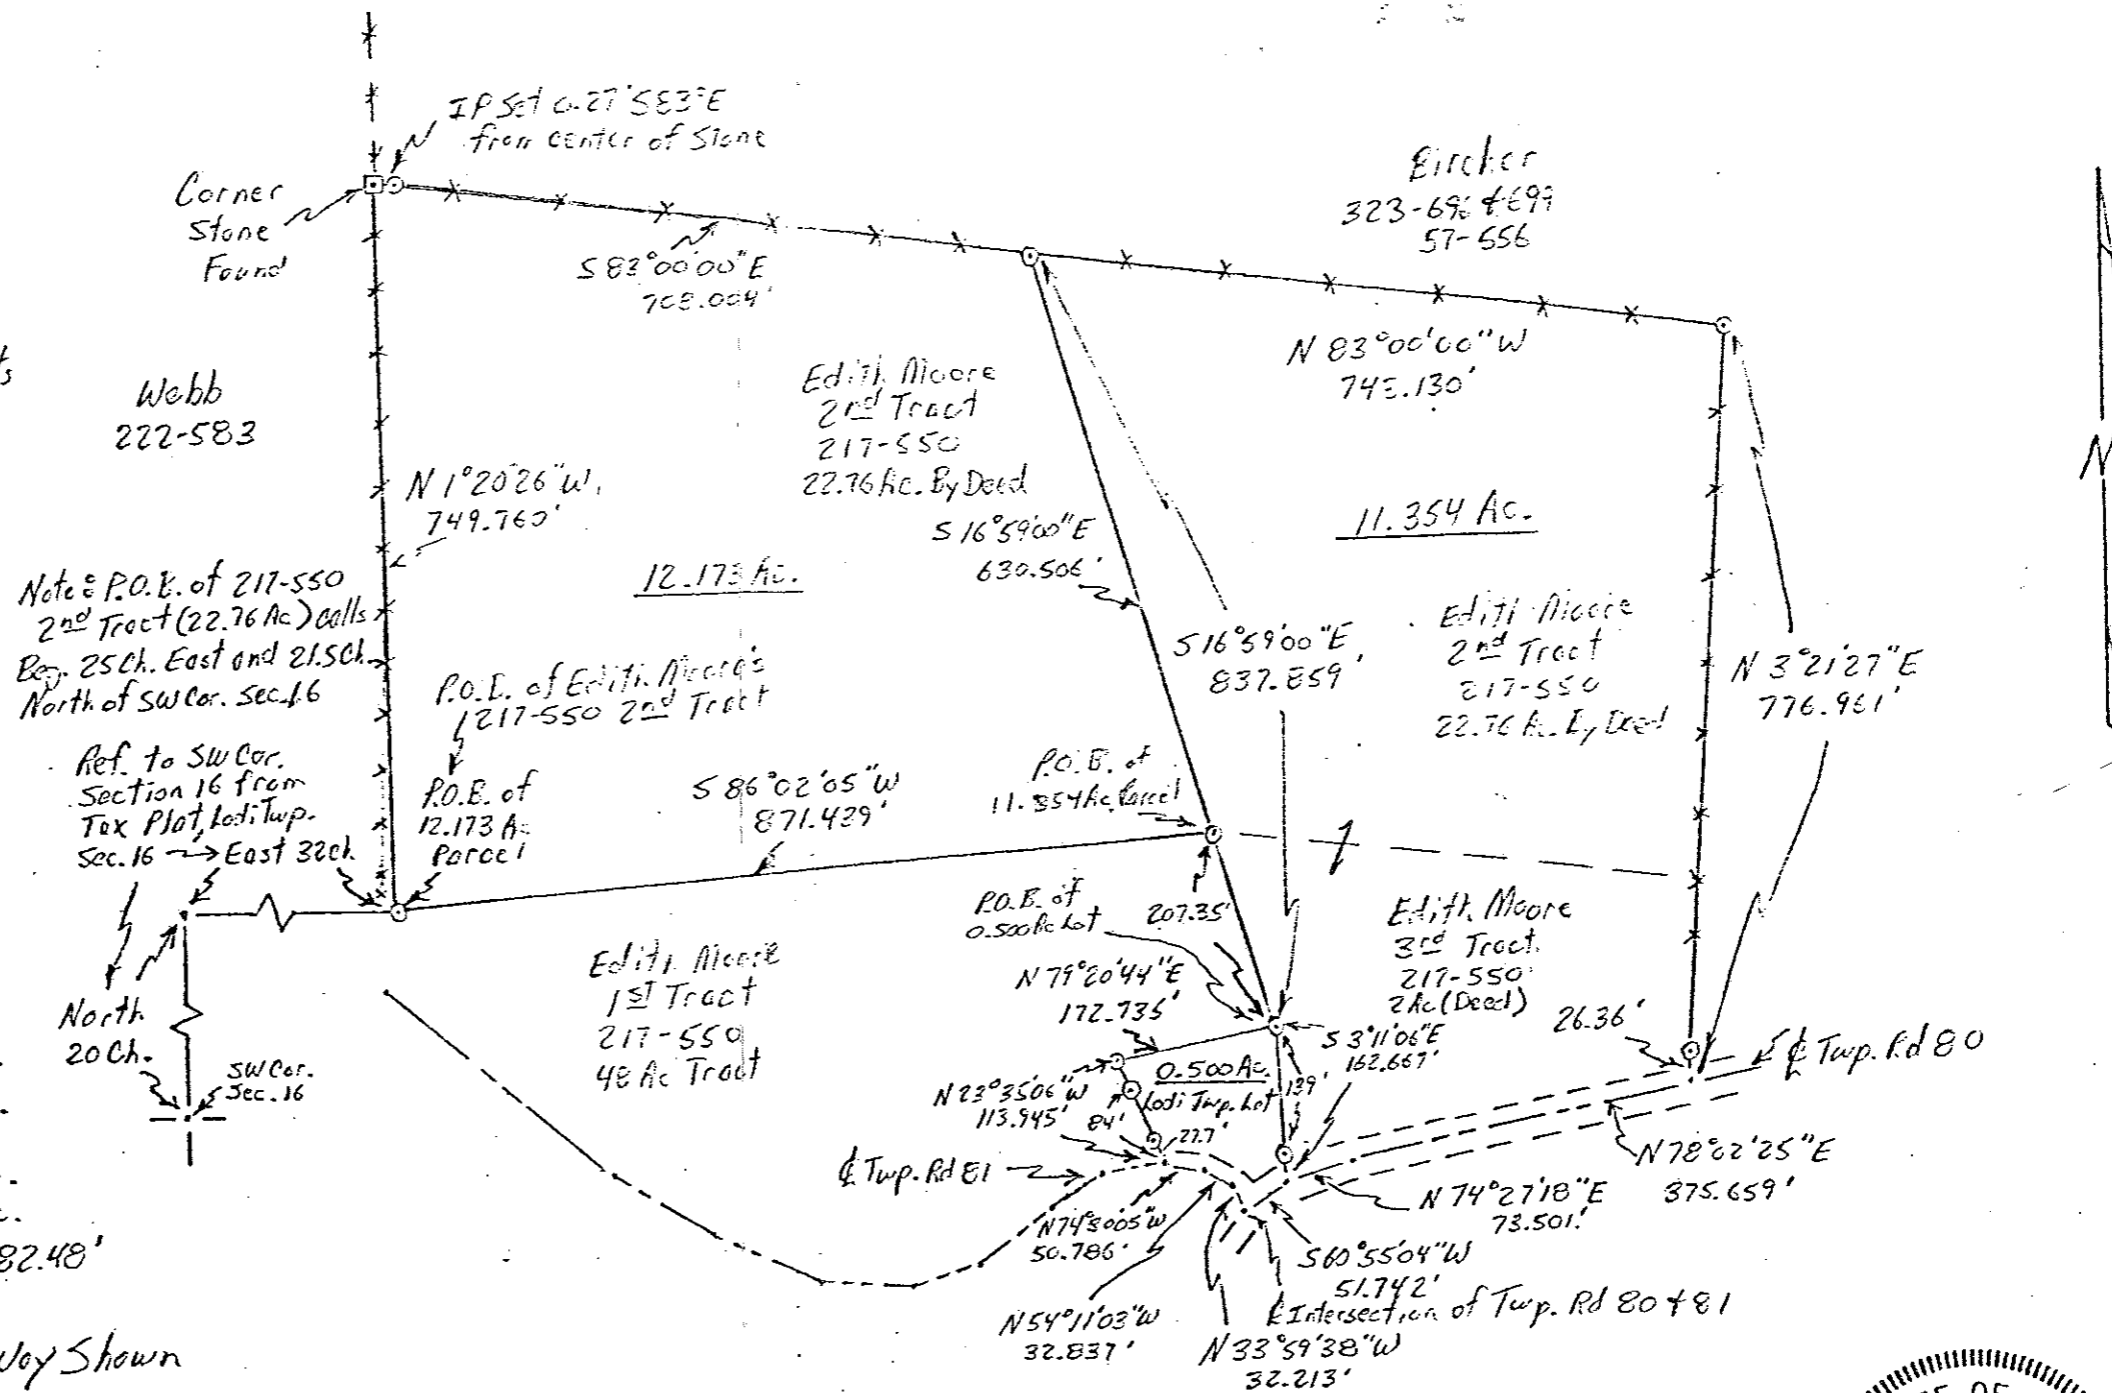 IP Set 0.27' S83°E
from center of Stone
Corner
Stone
Found
S 83°00'00"E
708.004'
Bircher
323-696 & 699
57-556
N 83°00'00"W
745.130'
Webb
222-583
Edith Moore
2nd Tract
217-550
22.76 Ac. By Deed
N 1°20'26"W
749.760'
S 16°59'00"E
630.506'
11.354 Ac.
12.173 Ac.
Note: P.O.B. of 217-550
2nd Tract (22.76 Ac) calls
Beg. 25 Ch. East and 21.5 Ch.
North of SW Cor. Sec. 16
P.O.B. of Edith Moore's
217-550 2nd Tract
S 16°59'00"E
837.859'
Edith Moore
2nd Tract
217-550
22.76 Ac. By Deed
N 3°21'27"E
776.961'
Ref. to SW Cor.
Section 16 from
Tax Plat, Lodi Twp.
Sec. 16
East 32 ch.
P.O.B. of
12.173 Ac
Parcel
S 86°02'05"W
871.439'
P.O.B. of
11.354 Ac Parcel
P.O.B. of
0.500 Ac Lot
207.35'
N 79°20'44"E
172.735'
Edith Moore
3rd Tract
217-550
2 Ac (Deed)
26.36'
North
20 Ch.
SW Cor.
Sec. 16
Edith Moore
1st Tract
217-550
48 Ac Tract
S 3°11'06"E
162.667'
0.500 Ac.
Lodi Twp. Lot
139'
N 23°35'06"W
113.945'
84'
27.7'
℄ Twp. Rd 80
℄ Twp. Rd 81
N 78°02'25"E
375.659'
N 74°27'18"E
73.501'
N 74°30'05"W
50.786'
S 60°55'04"W
51.742'
℄ Intersection of Twp. Rd 80 & 81
N 54°11'03"W
32.837'
N 33°59'38"W
32.213'
82.48'
Way Shown
N